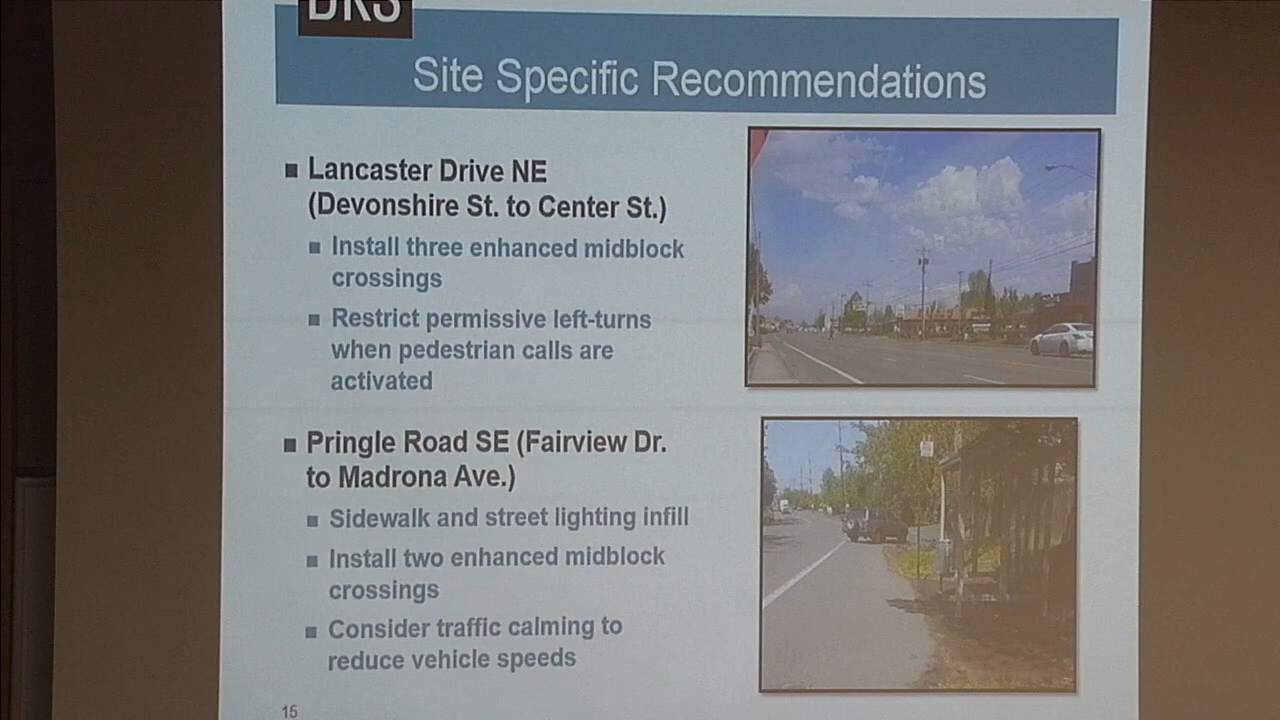 DKS
Site Specific Recommendations
Lancaster Drive NE
(Devonshire St. to Center St.)
Install three enhanced midblock
crossings
Restrict permissive left-turns
when pedestrian calls are
activated
Pringle Road SE (Fairview Dr.
to Madrona Ave.)
Sidewalk and street lighting infill
Install two enhanced midblock
crossings
Consider traffic calming to
reduce vehicle speeds
15